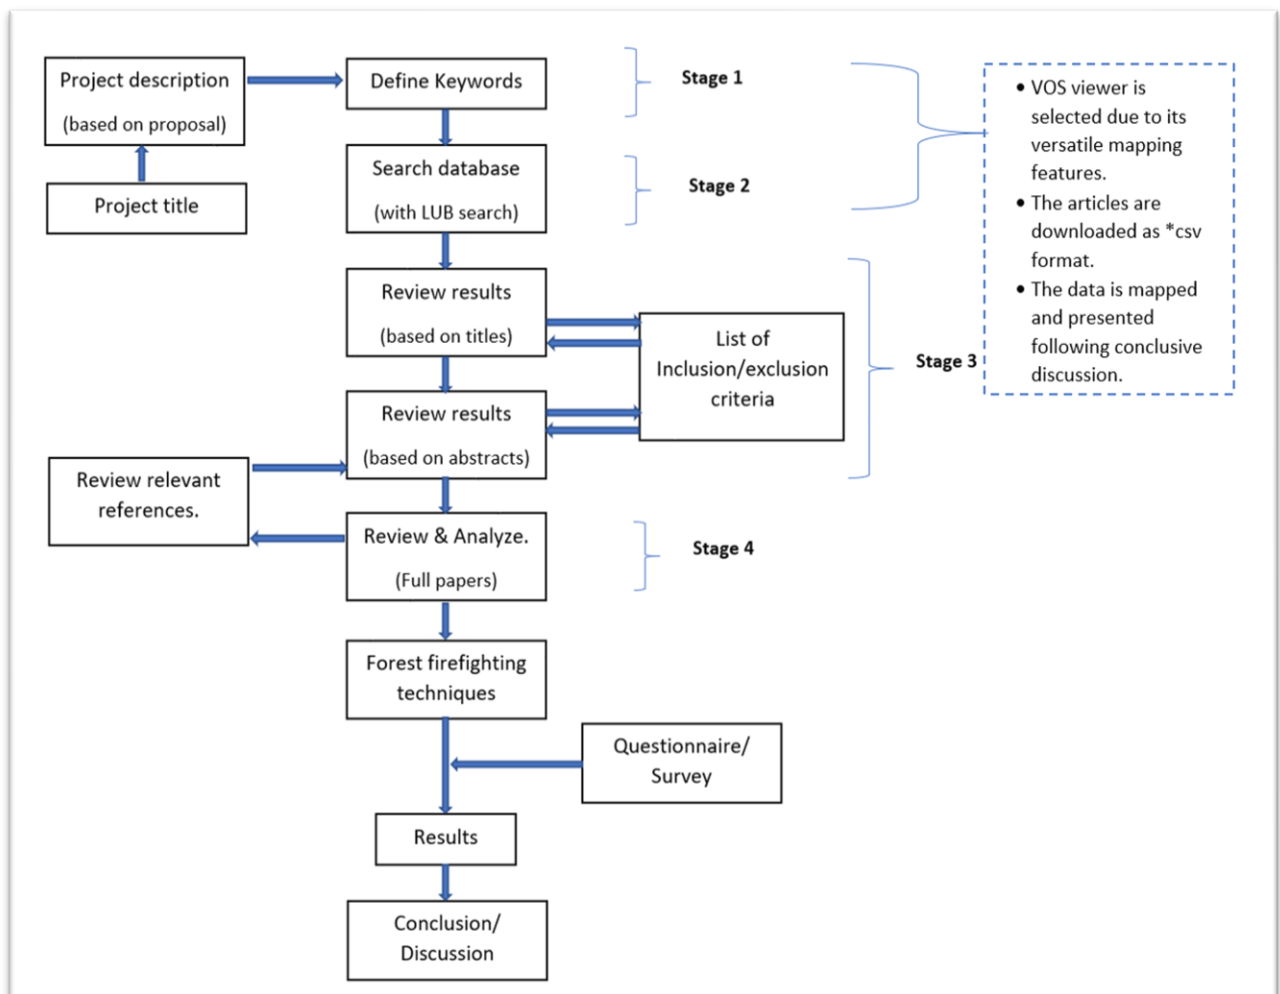 Project description
(based on proposal)
Define Keywords
Stage 1
Project title
Search database
(with LUB search)
Stage 2
• VOS viewer is
selected due to its
versatile mapping
features.
• The articles are
downloaded as *csv
format.
• The data is mapped
and presented
following conclusive
discussion.
Review results
(based on titles)
List of
Inclusion/exclusion
criteria
Stage 3
Review results
(based on abstracts)
Review relevant
references.
Review & Analyze.
(Full papers)
Stage 4
Forest firefighting
techniques
Questionnaire/
Survey
Results
Conclusion/
Discussion